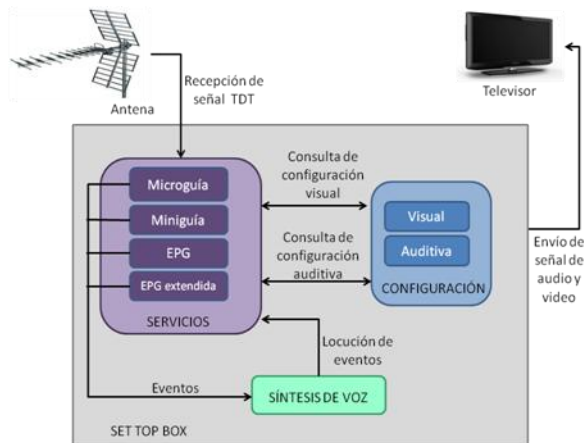 Antena
Recepción de
señal TDT
Televisor
Microguía
Miniguía
EPG
EPG extendida
SERVICIOS
Consulta de
configuración
visual
Consulta de
configuración
auditiva
Visual
Auditiva
CONFIGURACIÓN
Envío de
señal de
audio y
video
Locución de
eventos
Eventos
SÍNTESIS DE VOZ
SET TOP BOX